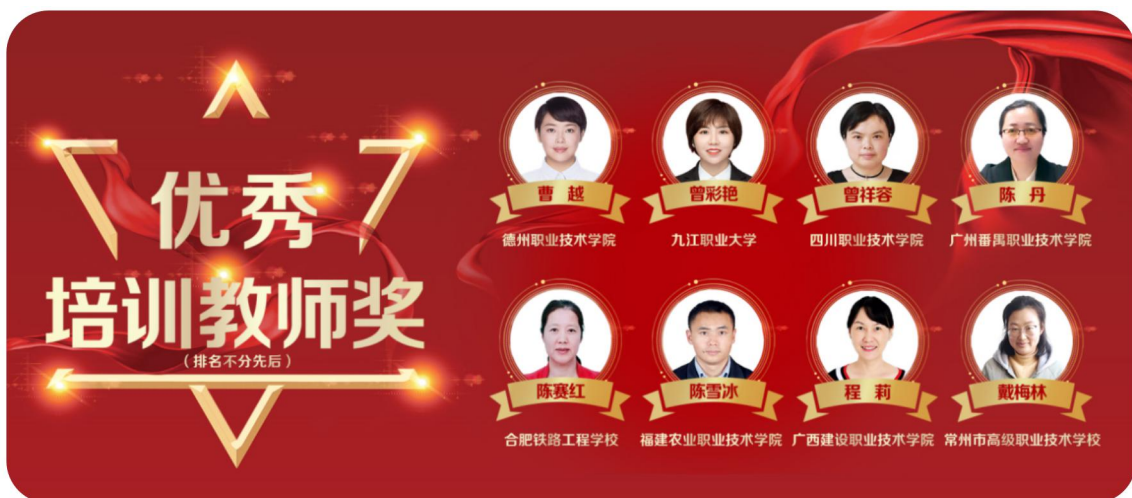 优秀
培训教师奖
（排名不分先后）
曹越
曾彩艳
曾祥容
陈丹
德州职业技术学院
九江职业大学
四川职业技术学院
广州番禺职业技术学院
陈赛红
陈雪冰
程莉
戴梅林
合肥铁路工程学校
福建农业职业技术学院
广西建设职业技术学院
常州市高级职业技术学校